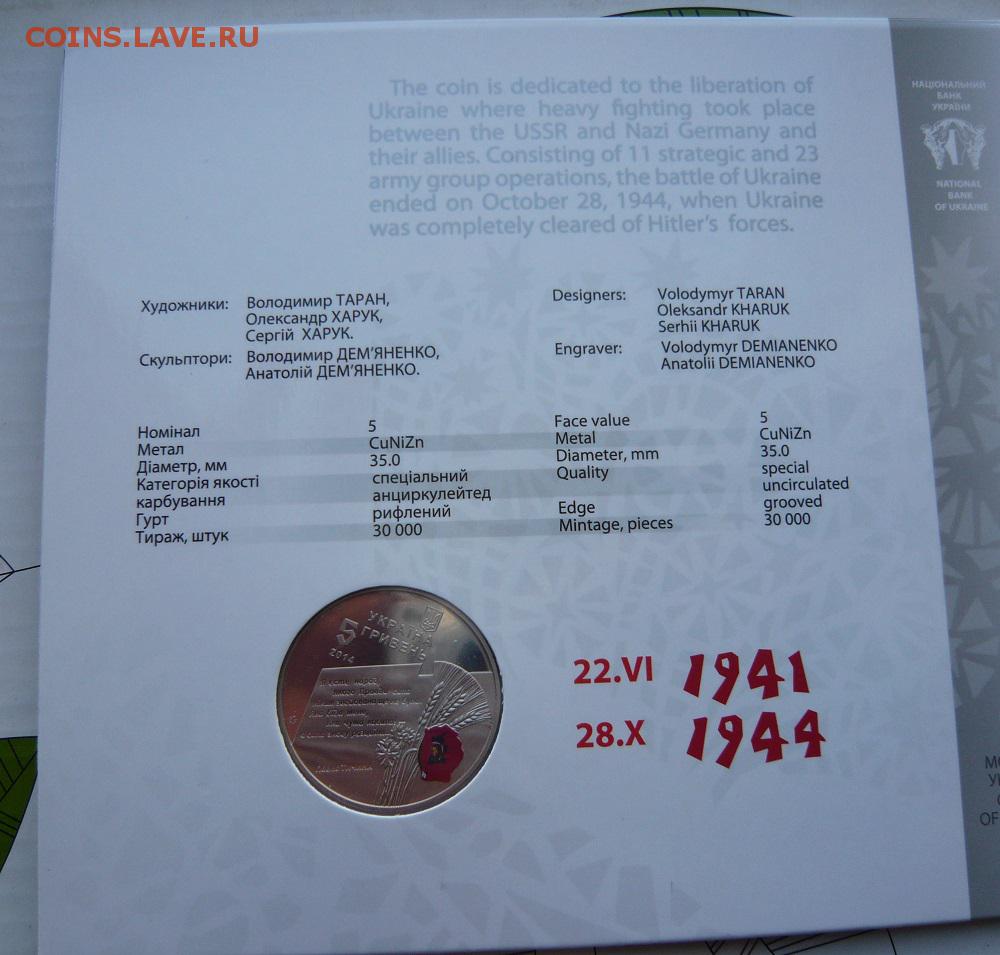 COINS.LAVE.RU
The coin is dedicated to the liberation of
Ukraine where heavy fighting took place
between the USSR and Nazi Germany and
their allies. Consisting of 11 strategic and 23
army group operations, the battle of Ukraine
ended on October 28, 1944, when Ukraine
was completely cleared of Hitler's forces.
НАЦІОНАЛЬНИЙ
БАНК
УКРАЇНИ
NATIONAL
BANK
OF UKRAINE
Художники: Володимир ТАРАН,
Олександр ХАРУК,
Сергій ХАРУК.
Скульптори: Володимир ДЕМ'ЯНЕНКО,
Анатолій ДЕМ'ЯНЕНКО.
Designers: Volodymyr TARAN
Oleksandr KHARUK
Serhii KHARUK
Engraver: Volodymyr DEMIANENKO
Anatolii DEMIANENKO
Номінал 5
Метал CuNiZn
Діаметр, мм 35.0
Категорія якості спеціальний
карбування анциркулейтед
Гурт рифлений
Тираж, штук 30 000
Face value 5
Metal CuNiZn
Diameter, mm 35.0
Quality special
uncirculated
Edge grooved
Mintage, pieces 30 000
5 УКРАЇНА
ГРИВЕНЬ
2014
22.VI 1941
28.X 1944